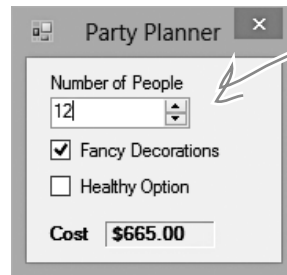 Party Planner
Number of People
12
Fancy Decorations
Healthy Option
Cost $665.00